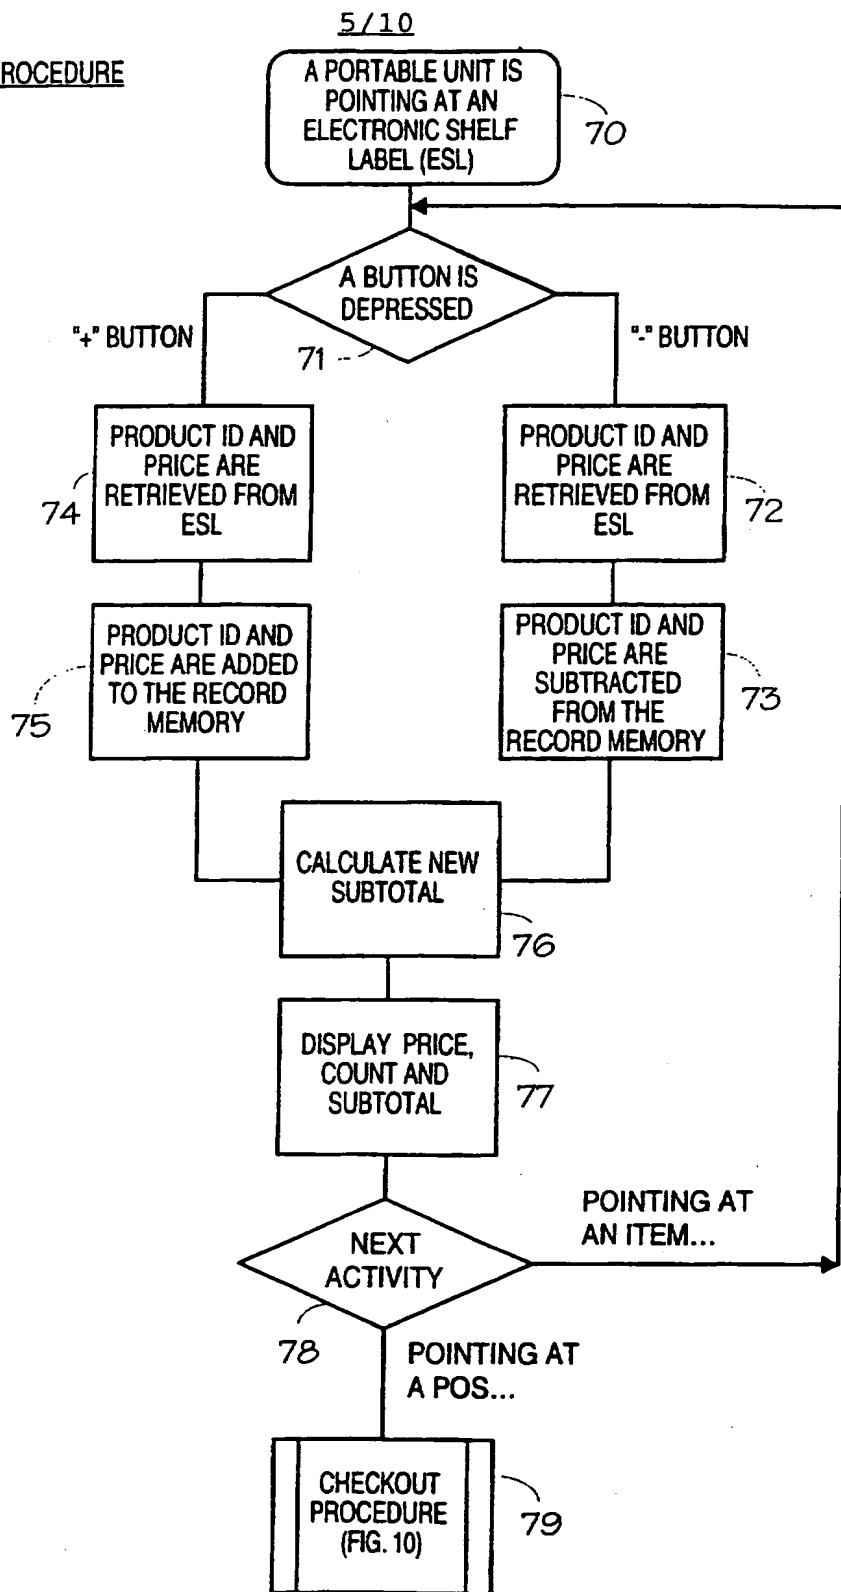 5/10
ROCEDURE
A PORTABLE UNIT IS
POINTING AT AN
ELECTRONIC SHELF
LABEL (ESL)
70
A BUTTON IS
DEPRESSED
71
"+" BUTTON
"-" BUTTON
PRODUCT ID AND
PRICE ARE
RETRIEVED FROM
ESL
74
PRODUCT ID AND
PRICE ARE
RETRIEVED FROM
ESL
72
PRODUCT ID AND
PRICE ARE ADDED
TO THE RECORD
MEMORY
75
PRODUCT ID AND
PRICE ARE
SUBTRACTED
FROM THE
RECORD MEMORY
73
CALCULATE NEW
SUBTOTAL
76
DISPLAY PRICE,
COUNT AND
SUBTOTAL
77
NEXT
ACTIVITY
78
POINTING AT
AN ITEM...
POINTING AT
A POS...
CHECKOUT
PROCEDURE
(FIG. 10)
79